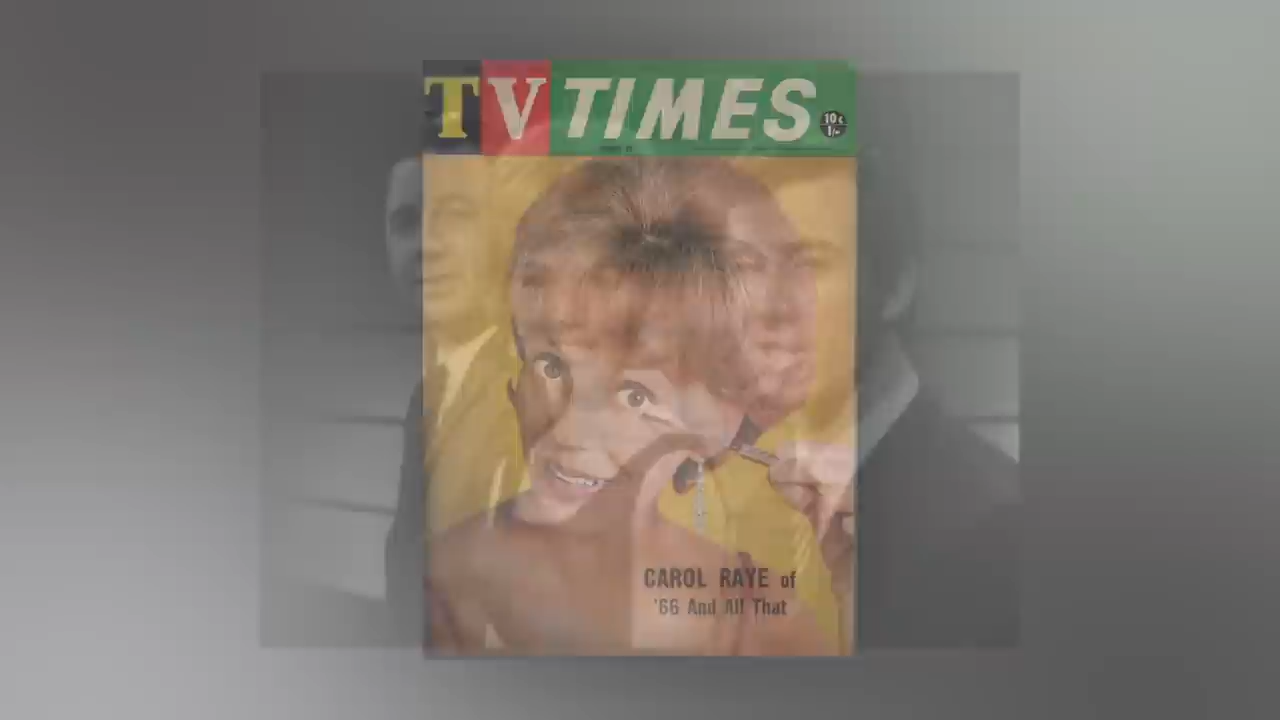 TV TIMES
10c
1/-
CAROL RAYE of
'66 And All That